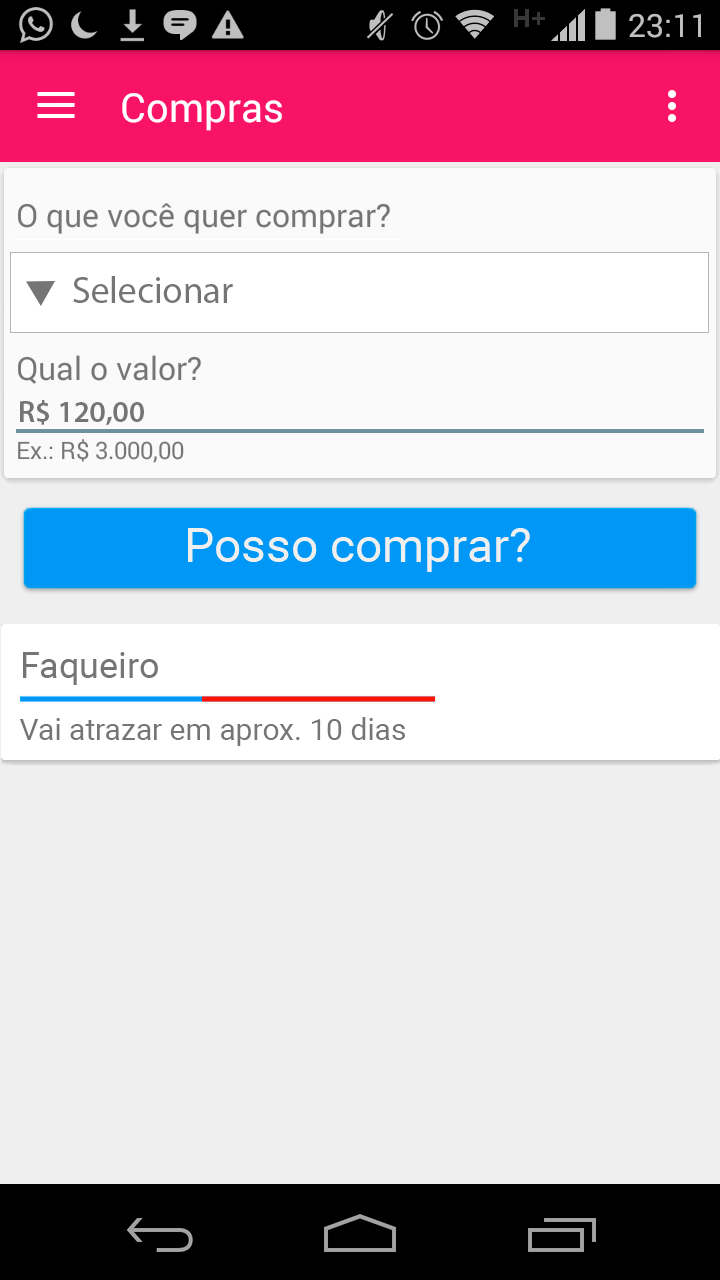 H+ 23:11
Compras
O que você quer comprar?
Selecionar
Qual o valor?
R$ 120,00
Ex.: R$ 3.000,00
Posso comprar?
Faqueiro
Vai atrazar em aprox. 10 dias